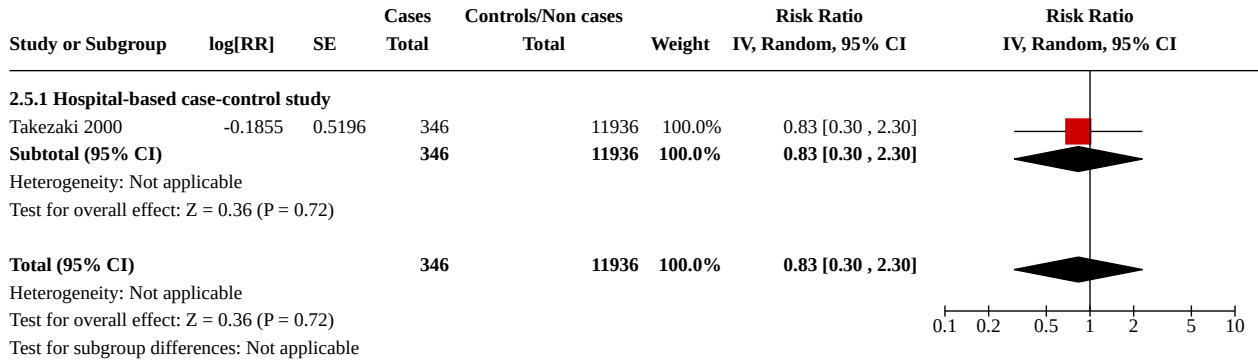 Cases Controls/Non cases Risk Ratio Risk Ratio
Study or Subgroup log[RR] SE Total Total Weight IV, Random, 95% CI IV, Random, 95% CI
2.5.1 Hospital-based case-control study
Takezaki 2000 -0.1855 0.5196 346 11936 100.0% 0.83 [0.30 , 2.30]
Subtotal (95% CI) 346 11936 100.0% 0.83 [0.30 , 2.30]
Heterogeneity: Not applicable
Test for overall effect: Z = 0.36 (P = 0.72)
Total (95% CI) 346 11936 100.0% 0.83 [0.30 , 2.30]
Heterogeneity: Not applicable
Test for overall effect: Z = 0.36 (P = 0.72)
0.1 0.2 0.5 1 2 5 10
Test for subgroup differences: Not applicable